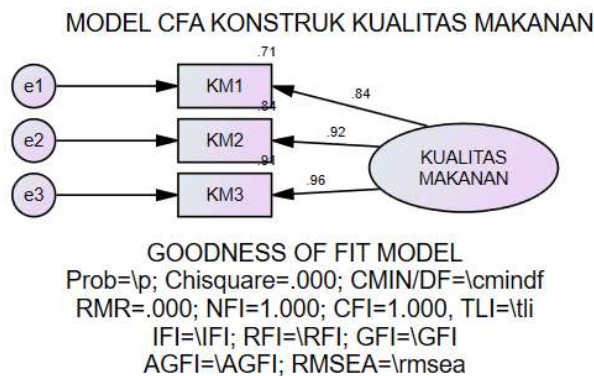 MODEL CFA KONSTRUK KUALITAS MAKANAN
.71
e1
KM1
.84
.84
e2
KM2
.92
.91
e3
KM3
.96
KUALITAS
MAKANAN
GOODNESS OF FIT MODEL
Prob=\p; Chisquare=.000; CMIN/DF=\cmindf
RMR=.000; NFI=1.000; CFI=1.000, TLI=\tli
IFI=\IFI; RFI=\RFI; GFI=\GFI
AGFI=\AGFI; RMSEA=\rmsea